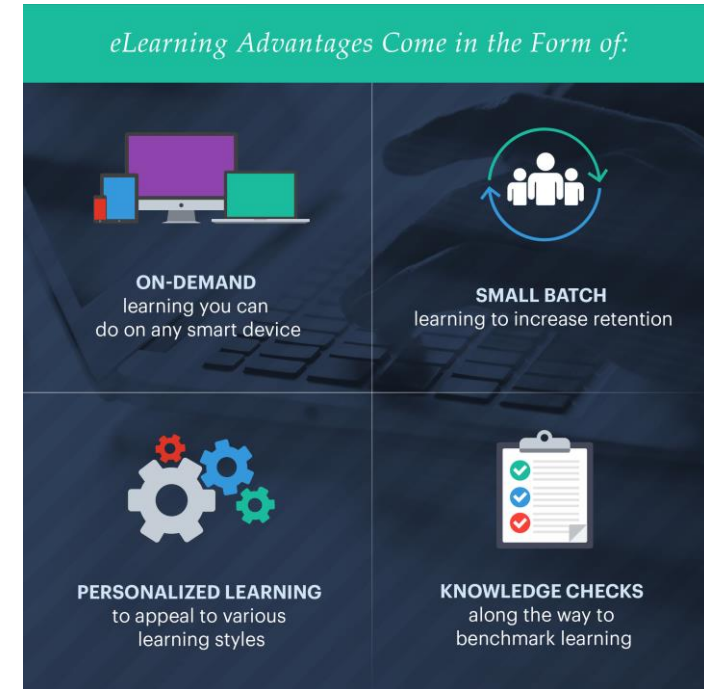 eLearning Advantages Come in the Form of:
ON-DEMAND
learning you can
do on any smart device
SMALL BATCH
learning to increase retention
PERSONALIZED LEARNING
to appeal to various
learning styles
KNOWLEDGE CHECKS
along the way to
benchmark learning